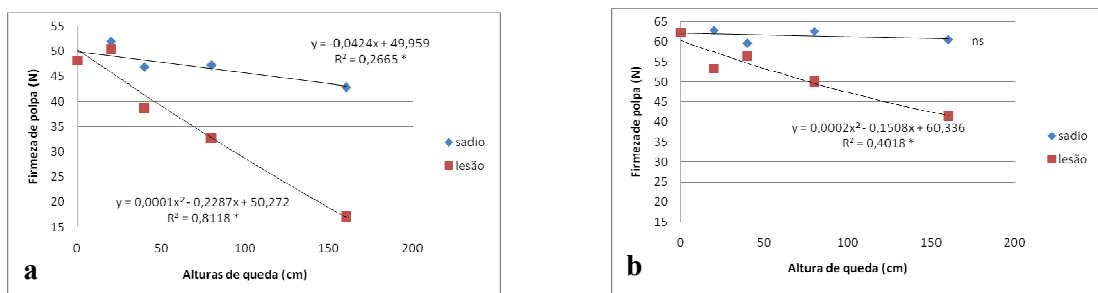 55
50
45
40
35
30
25
20
15
Firmeza de polpa (N)
y = -0,0424x + 49,959
R² = 0,2665 *
sadio
lesão
y = 0,0001x² - 0,2287x + 50,272
R² = 0,8118 *
0
50
100
150
200
Alturas de queda (cm)
a
65
60
55
50
45
40
35
30
25
20
15
Firmeza de polpa (N)
ns
y = 0,0002x² - 0,1508x + 60,336
R² = 0,4018 *
sadio
lesão
0
50
100
150
200
Altura de queda (cm)
b